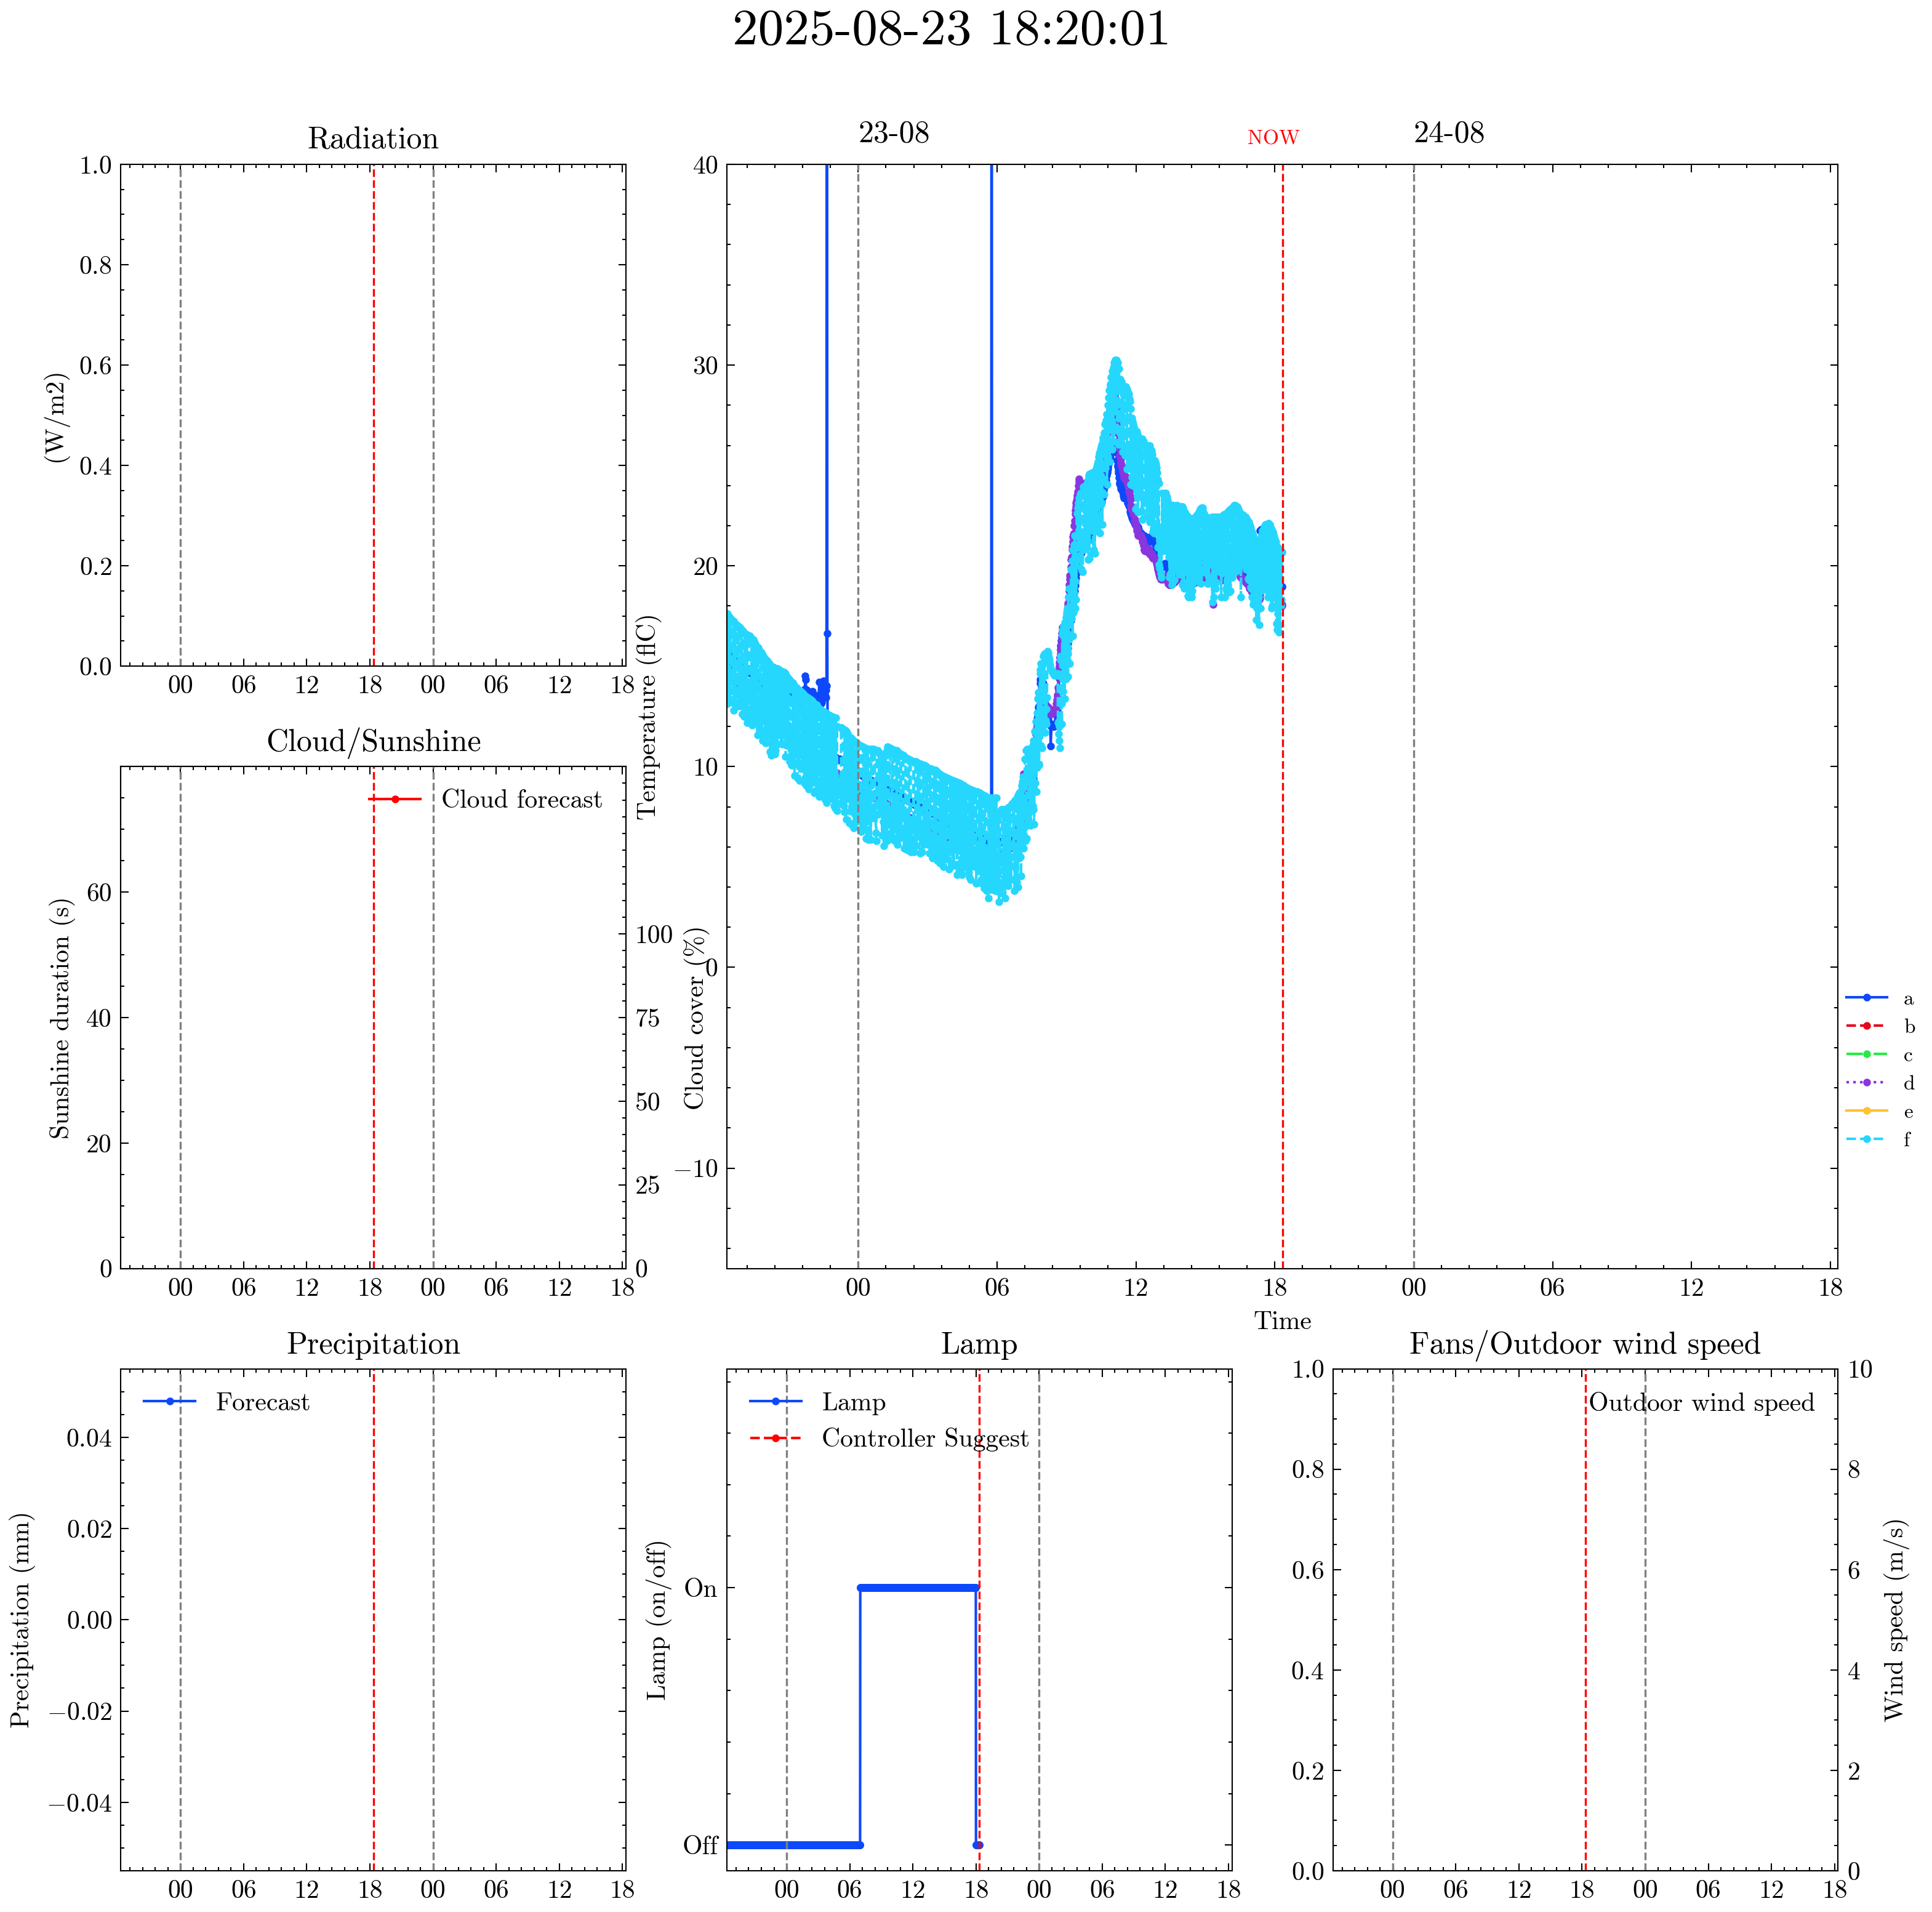 2025-08-23 18:20:01
Radiation
(W/m2)
1.0
0.8
0.6
0.4
0.2
0.0
00 06 12 18 00 06 12 18
23-08
NOW
24-08
Temperature (flC)
40
30
20
10
0
−10
00 06 12 18 00 06 12 18
Time
a
b
c
d
e
f
Cloud/Sunshine
Cloud forecast
Sunshine duration (s)
60
40
20
0
Cloud cover (%)
100
75
50
25
0
00 06 12 18 00 06 12 18
Precipitation
Forecast
Precipitation (mm)
0.04
0.02
0.00
−0.02
−0.04
00 06 12 18 00 06 12 18
Lamp
Lamp
Controller Suggest
Lamp (on/off)
On
Off
00 06 12 18 00 06 12 18
Fans/Outdoor wind speed
Outdoor wind speed
1.0
0.8
0.6
0.4
0.2
0.0
Wind speed (m/s)
10
8
6
4
2
0
00 06 12 18 00 06 12 18